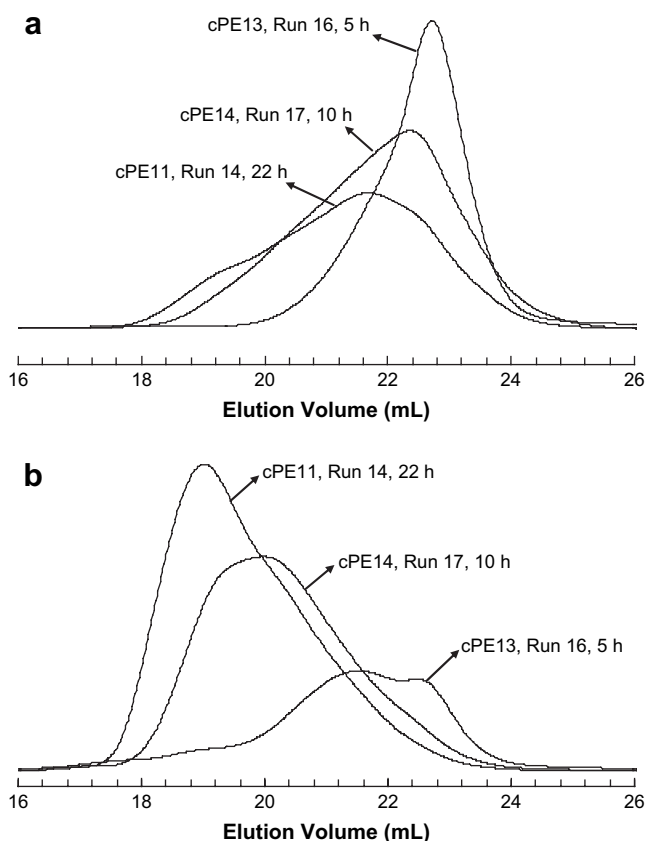 a
cPE13, Run 16, 5 h
cPE14, Run 17, 10 h
cPE11, Run 14, 22 h
16 18 20 22 24 26
Elution Volume (mL)
b
cPE11, Run 14, 22 h
cPE14, Run 17, 10 h
cPE13, Run 16, 5 h
16 18 20 22 24 26
Elution Volume (mL)